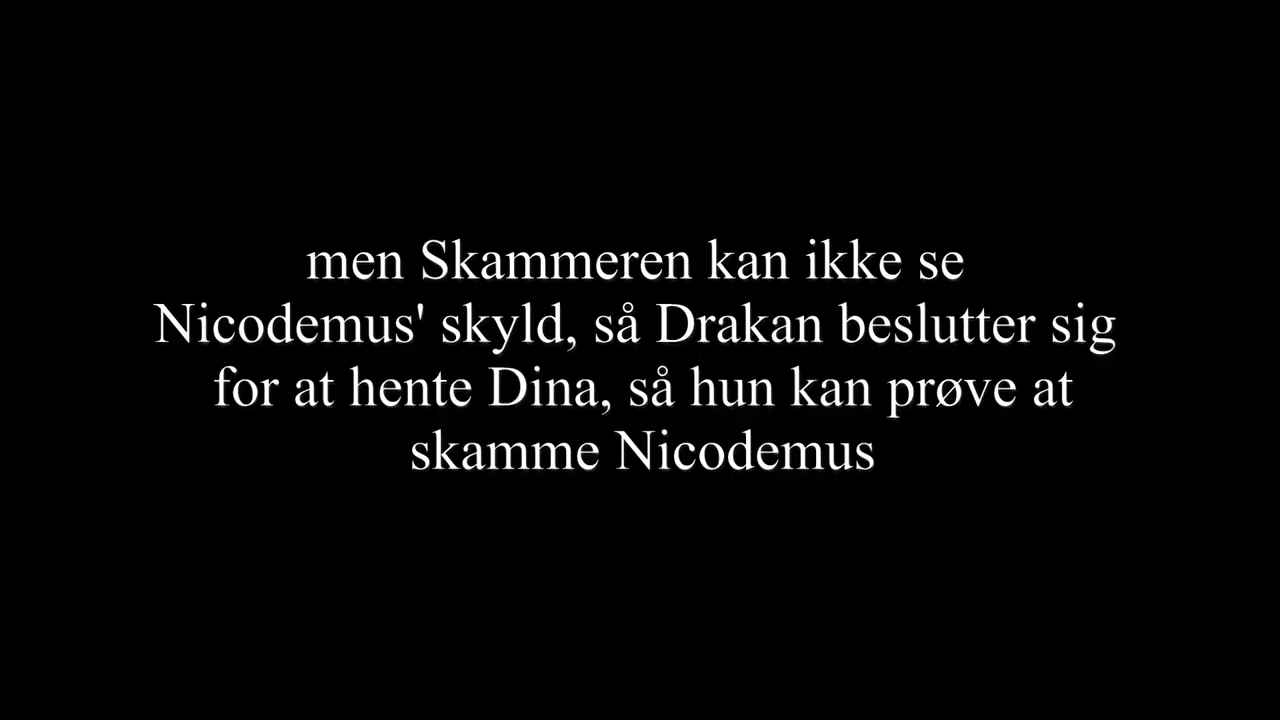 men Skammeren kan ikke se
Nicodemus' skyld, så Drakan beslutter sig
for at hente Dina, så hun kan prøve at
skamme Nicodemus